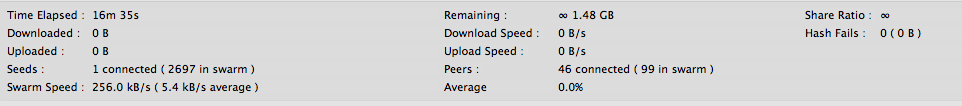 Time Elapsed : 16m 35s Remaining : ∞ 1.48 GB Share Ratio : ∞
Downloaded : 0 B Download Speed : 0 B/s Hash Fails : 0 ( 0 B )
Uploaded : 0 B Upload Speed : 0 B/s
Seeds : 1 connected ( 2697 in swarm ) Peers : 46 connected ( 99 in swarm )
Swarm Speed : 256.0 kB/s ( 5.4 kB/s average ) Average 0.0%